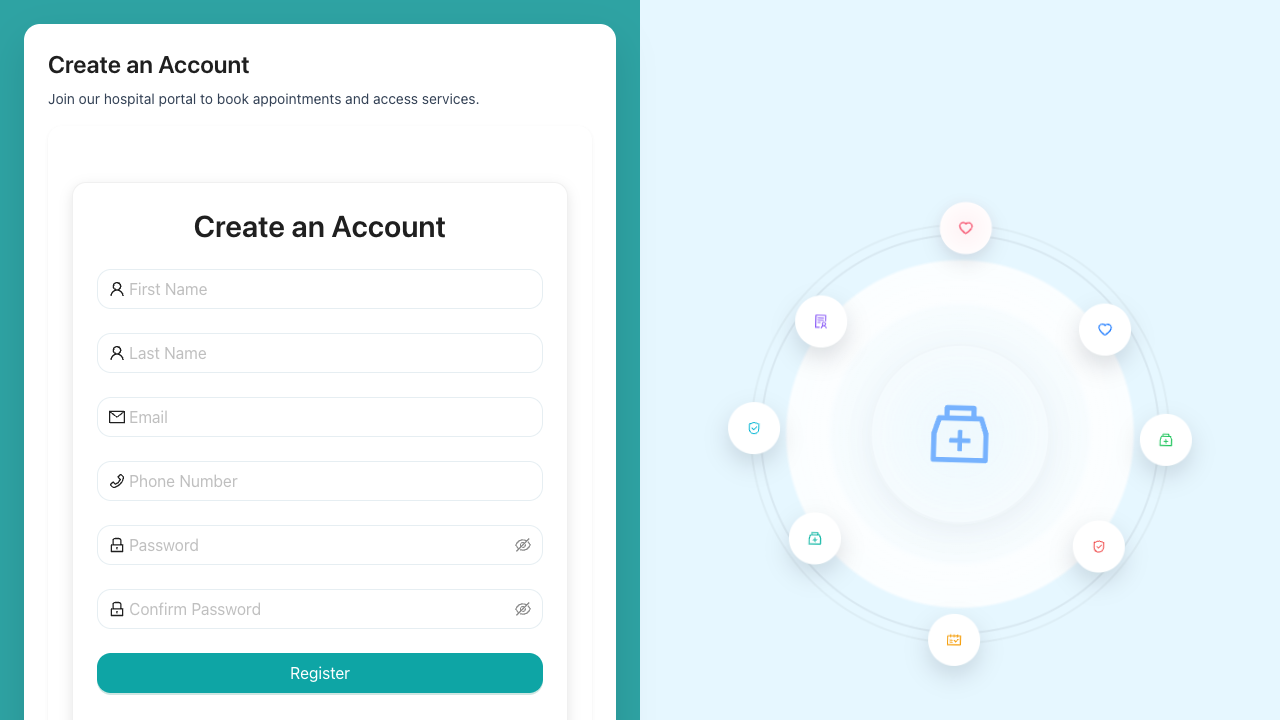 Create an Account
Join our hospital portal to book appointments and access services.
Create an Account
First Name
Last Name
Email
Phone Number
Password
Confirm Password
Register